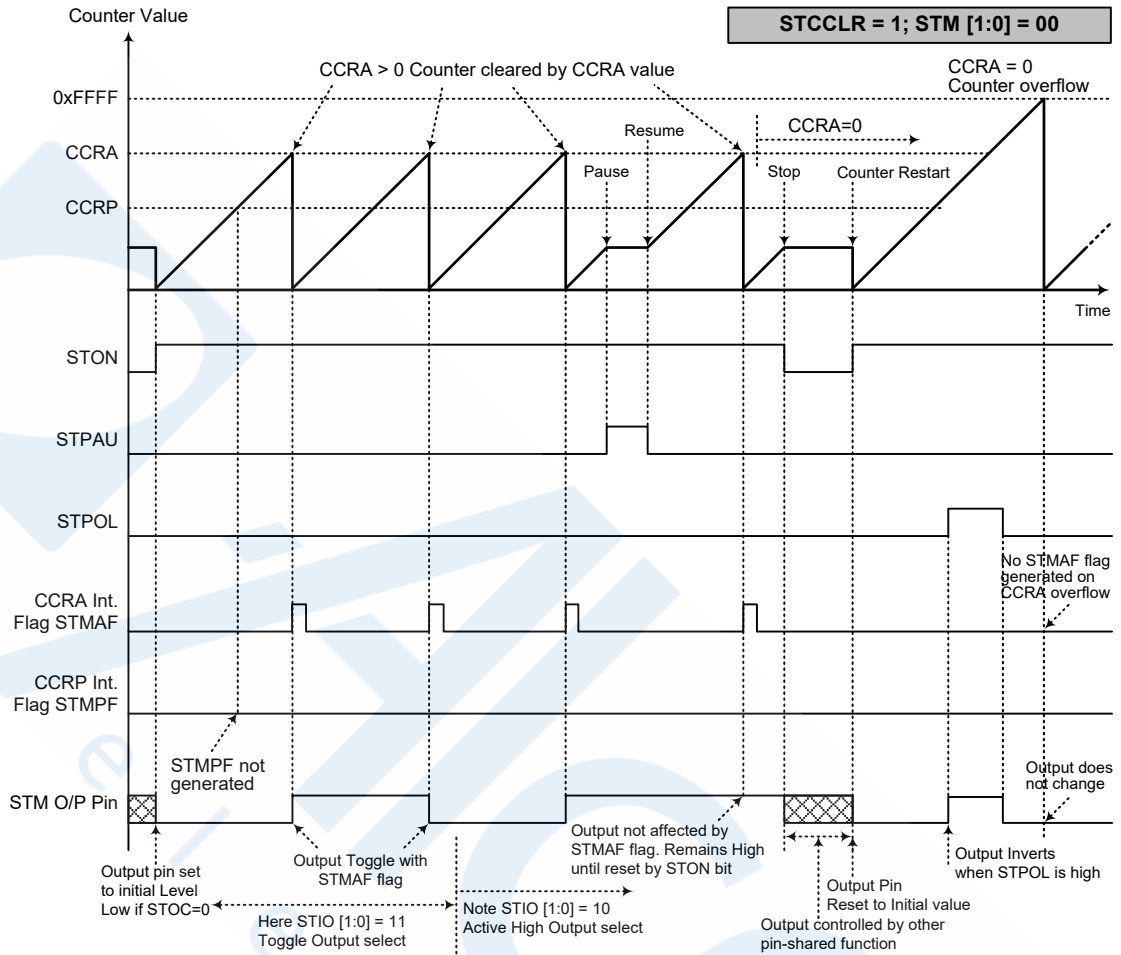 Counter Value
STCCLR = 1; STM [1:0] = 00
CCRA > 0 Counter cleared by CCRA value
CCRA = 0
Counter overflow
0xFFFF
CCRA=0
Resume
CCRA
Pause
Stop
Counter Restart
CCRP
Time
STON
STPAU
STPOL
No STMAF flag
generated on
CCRA overflow
CCRA Int.
Flag STMAF
CCRP Int.
Flag STMPF
STMPF not
generated
Output does
not change
STM O/P Pin
Output pin set
to initial Level
Low if STOC=0
Output Toggle with
STMAF flag
Output not affected by
STMAF flag. Remains High
until reset by STON bit
Output Inverts
when STPOL is high
Output Pin
Reset to Initial value
Here STIO [1:0] = 11
Toggle Output select
Note STIO [1:0] = 10
Active High Output select
Output controlled by other
pin-shared function